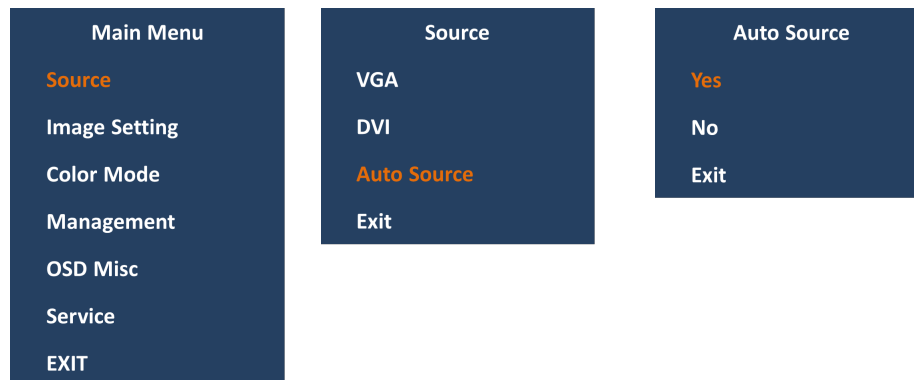 Main Menu
Source
Image Setting
Color Mode
Management
OSD Misc
Service
EXIT
Source
VGA
DVI
Auto Source
Exit
Auto Source
Yes
No
Exit